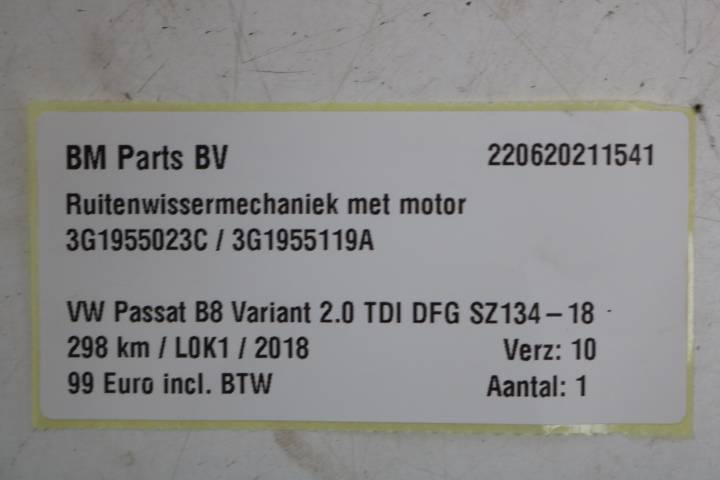 BM Parts BV 220620211541
Ruitenwissermechaniek met motor
3G1955023C / 3G1955119A
VW Passat B8 Variant 2.0 TDI DFG SZ134-18
298 km / L0K1 / 2018 Verz: 10
99 Euro incl. BTW Aantal: 1